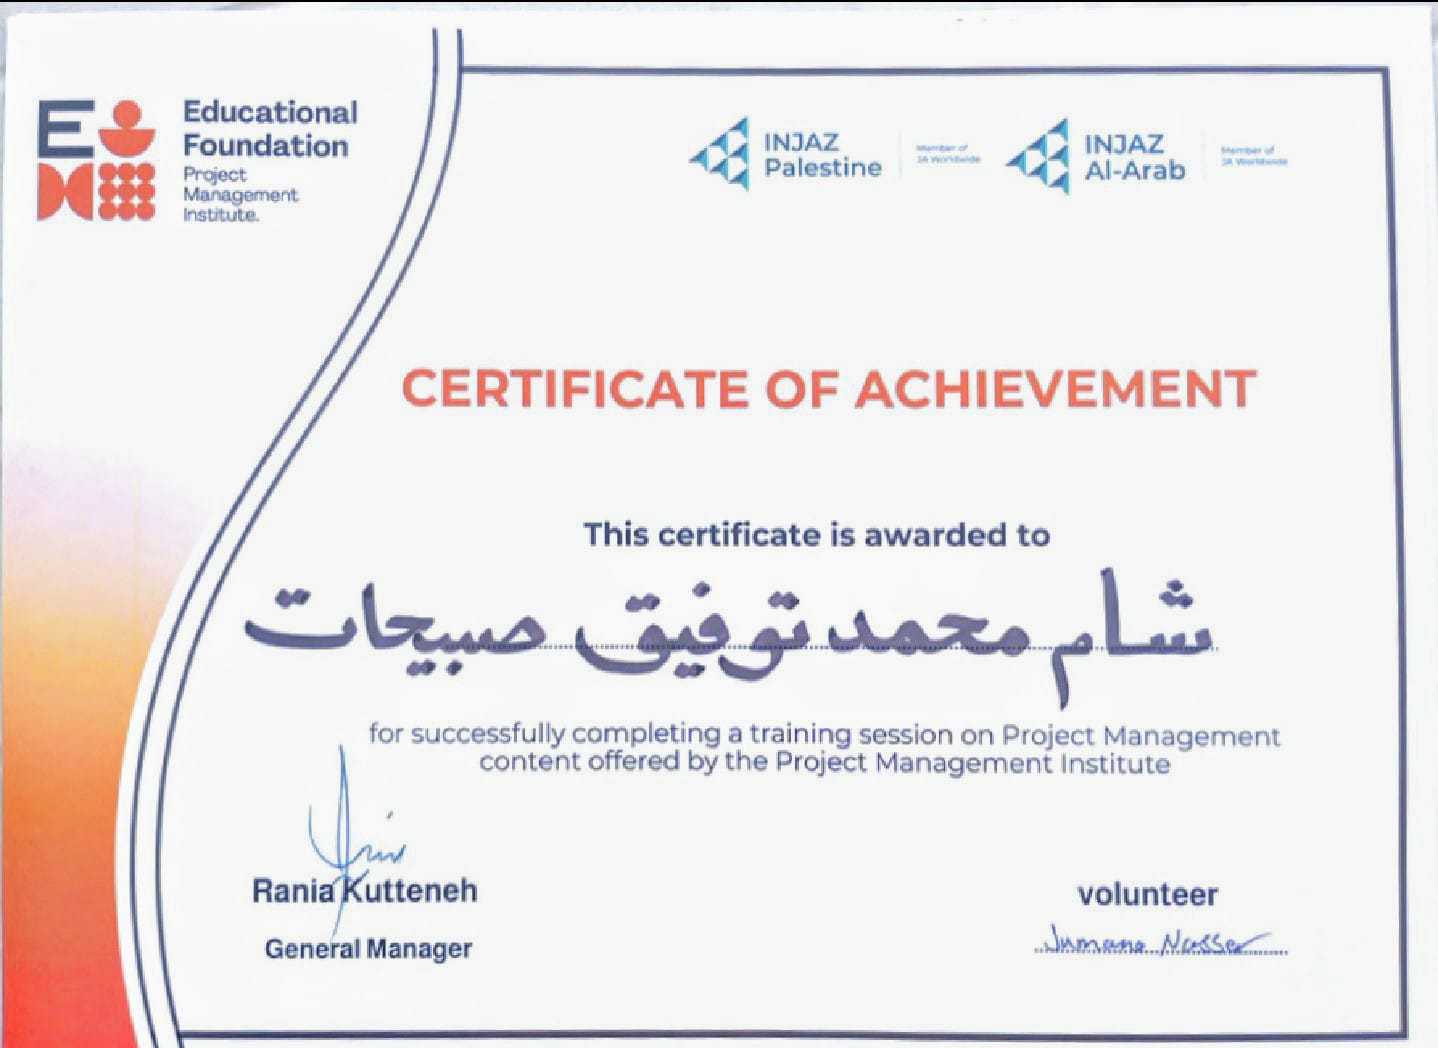 Educational
Foundation
Project
Management
Institute.
INJAZ
Palestine
Member of
JA Worldwide
INJAZ
Al-Arab
Member of
JA Worldwide
CERTIFICATE OF ACHIEVEMENT
This certificate is awarded to
شام محمد توفيق صبيحات
for successfully completing a training session on Project Management
content offered by the Project Management Institute
Rania Kutteneh
General Manager
volunteer
Jumana Nasser